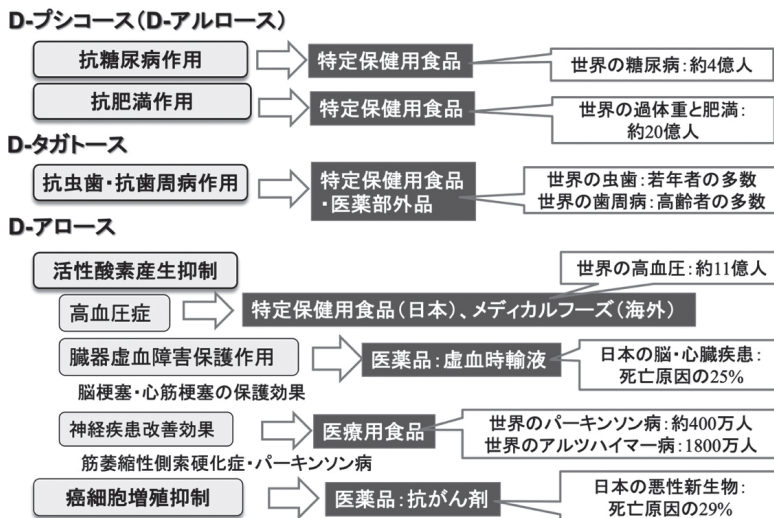 D-プシコース(D-アルロース)
抗糖尿病作用
特定保健用食品
世界の糖尿病:約4億人
抗肥満作用
特定保健用食品
世界の過体重と肥満:
約20億人
D-タガトース
抗虫歯・抗歯周病作用
特定保健用食品
・医薬部外品
世界の虫歯:若年者の多数
世界の歯周病:高齢者の多数
D-アロース
活性酸素産生抑制
世界の高血圧:約11億人
高血圧症
特定保健用食品(日本)、メディカルフーズ(海外)
臓器虚血障害保護作用
医薬品:虚血時輸液
日本の脳・心臓疾患:
死亡原因の25%
脳梗塞・心筋梗塞の保護効果
神経疾患改善効果
医療用食品
世界のパーキンソン病:約400万人
世界のアルツハイマー病:1800万人
筋萎縮性側索硬化症・パーキンソン病
癌細胞増殖抑制
医薬品:抗がん剤
日本の悪性新生物:
死亡原因の29%